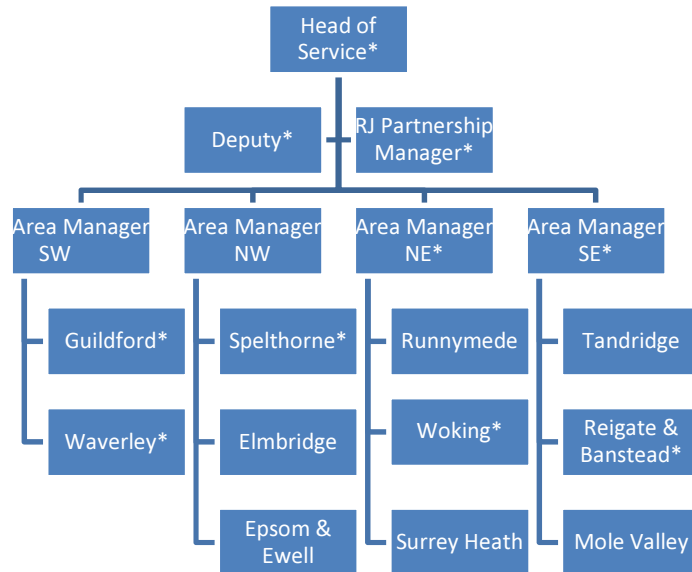 Head of
Service*
Deputy*
RJ Partnership
Manager*
Area Manager
SW
Area Manager
NW
Area Manager
NE*
Area Manager
SE*
Guildford*
Spelthorne*
Runnymede
Tandridge
Waverley*
Elmbridge
Woking*
Reigate &
Banstead*
Epsom &
Ewell
Surrey Heath
Mole Valley